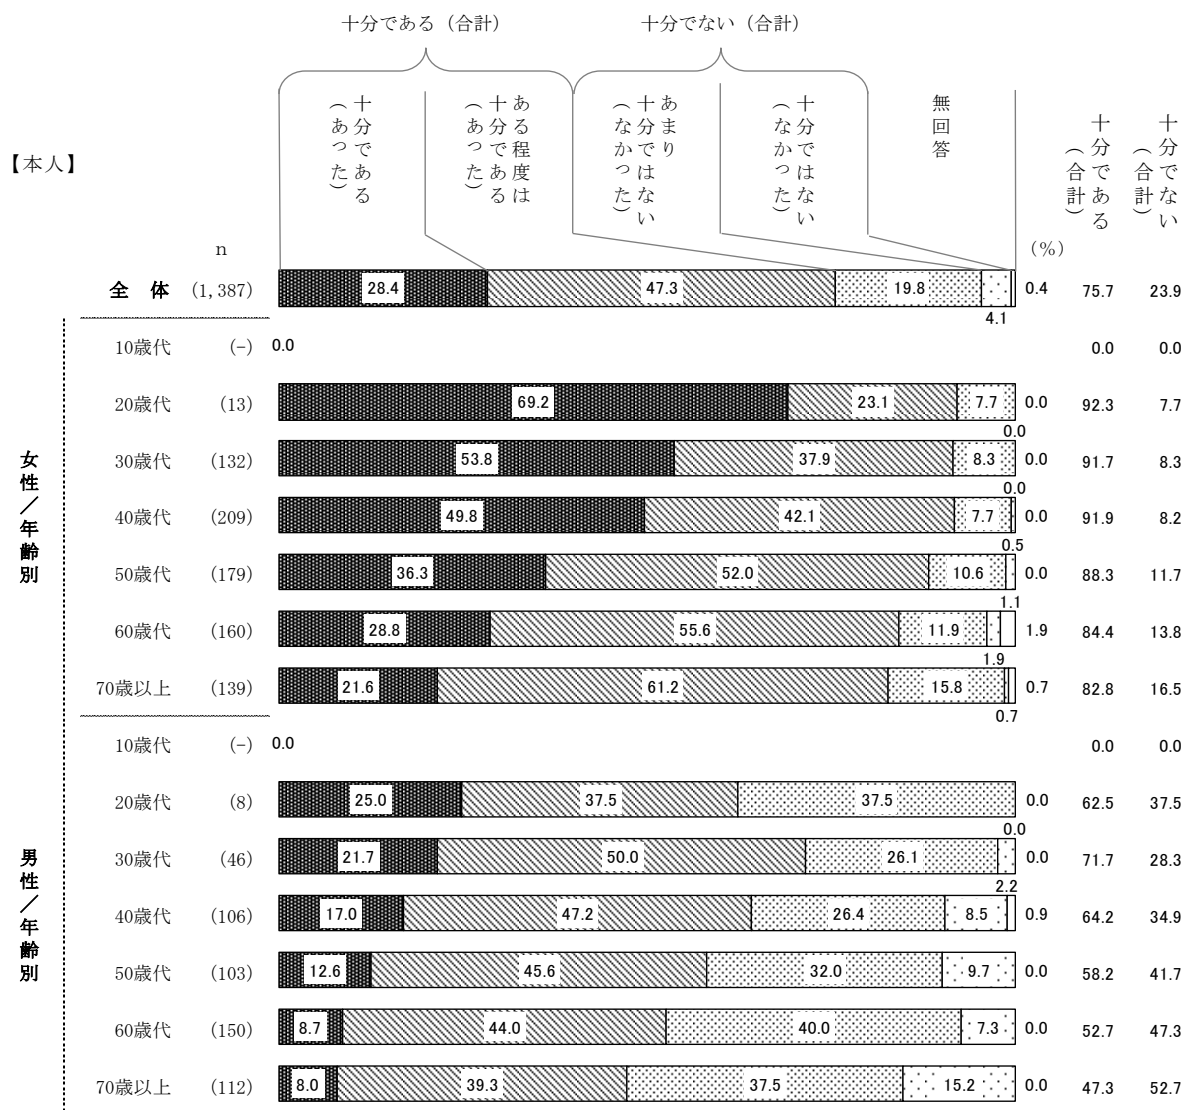 十分である（合計）　十分でない（合計）
十分である（あった）
ある程度は十分である（あった）
あまり十分ではない（なかった）
十分ではない（なかった）
無回答
十分である（合計）
十分でない（合計）
【本人】
n　(%)
全　体　(1,387)　28.4　47.3　19.8　0.4　75.7　23.9
4.1
女性／年齢別
10歳代　(-)　0.0　0.0　0.0
20歳代　(13)　69.2　23.1　7.7　0.0　92.3　7.7
0.0
30歳代　(132)　53.8　37.9　8.3　0.0　91.7　8.3
0.0
40歳代　(209)　49.8　42.1　7.7　0.0　91.9　8.2
0.5
50歳代　(179)　36.3　52.0　10.6　0.0　88.3　11.7
1.1
60歳代　(160)　28.8　55.6　11.9　1.9　84.4　13.8
1.9
70歳以上　(139)　21.6　61.2　15.8　0.7　82.8　16.5
0.7
男性／年齢別
10歳代　(-)　0.0　0.0　0.0
20歳代　(8)　25.0　37.5　37.5　0.0　62.5　37.5
0.0
30歳代　(46)　21.7　50.0　26.1　0.0　71.7　28.3
2.2
40歳代　(106)　17.0　47.2　26.4　8.5　0.9　64.2　34.9
50歳代　(103)　12.6　45.6　32.0　9.7　0.0　58.2　41.7
60歳代　(150)　8.7　44.0　40.0　7.3　0.0　52.7　47.3
70歳以上　(112)　8.0　39.3　37.5　15.2　0.0　47.3　52.7